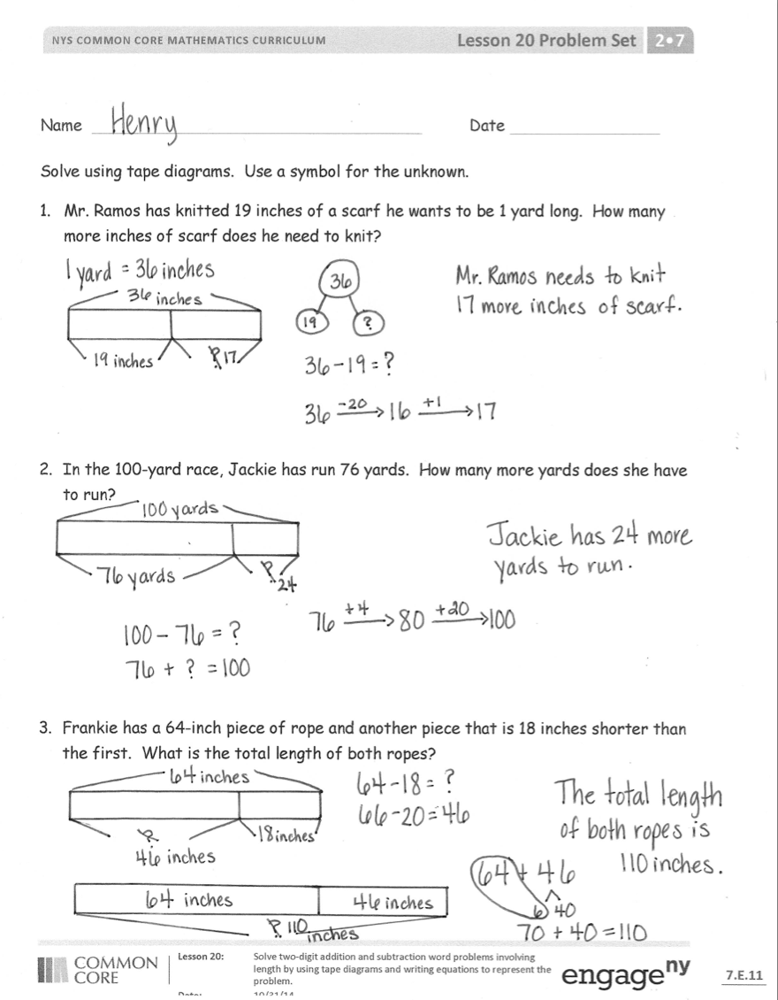 NYS COMMON CORE MATHEMATICS CURRICULUM Lesson 20 Problem Set 2•7
Name Henry Date
Solve using tape diagrams. Use a symbol for the unknown.
1. Mr. Ramos has knitted 19 inches of a scarf he wants to be 1 yard long. How many
more inches of scarf does he need to knit?
1 yard = 36 inches
36 inches
19 inches ? 17
36
19 ?
36 - 19 = ?
36 -20 → 16 +1 → 17
Mr. Ramos needs to knit
17 more inches of scarf.
2. In the 100-yard race, Jackie has run 76 yards. How many more yards does she have
to run?
100 yards
76 yards ? 24
100 - 76 = ?
76 + ? = 100
76 +4 → 80 +20 → 100
Jackie has 24 more
yards to run.
3. Frankie has a 64-inch piece of rope and another piece that is 18 inches shorter than
the first. What is the total length of both ropes?
64 inches
? 18 inches
46 inches
64 - 18 = ?
66 - 20 = 46
64 inches 46 inches
? 110 inches
64 + 46
6 40
70 + 40 = 110
The total length
of both ropes is
110 inches.
COMMON
CORE
Lesson 20: Solve two-digit addition and subtraction word problems involving
length by using tape diagrams and writing equations to represent the
problem.
Date: 10/31/14
engage ny
7.E.11